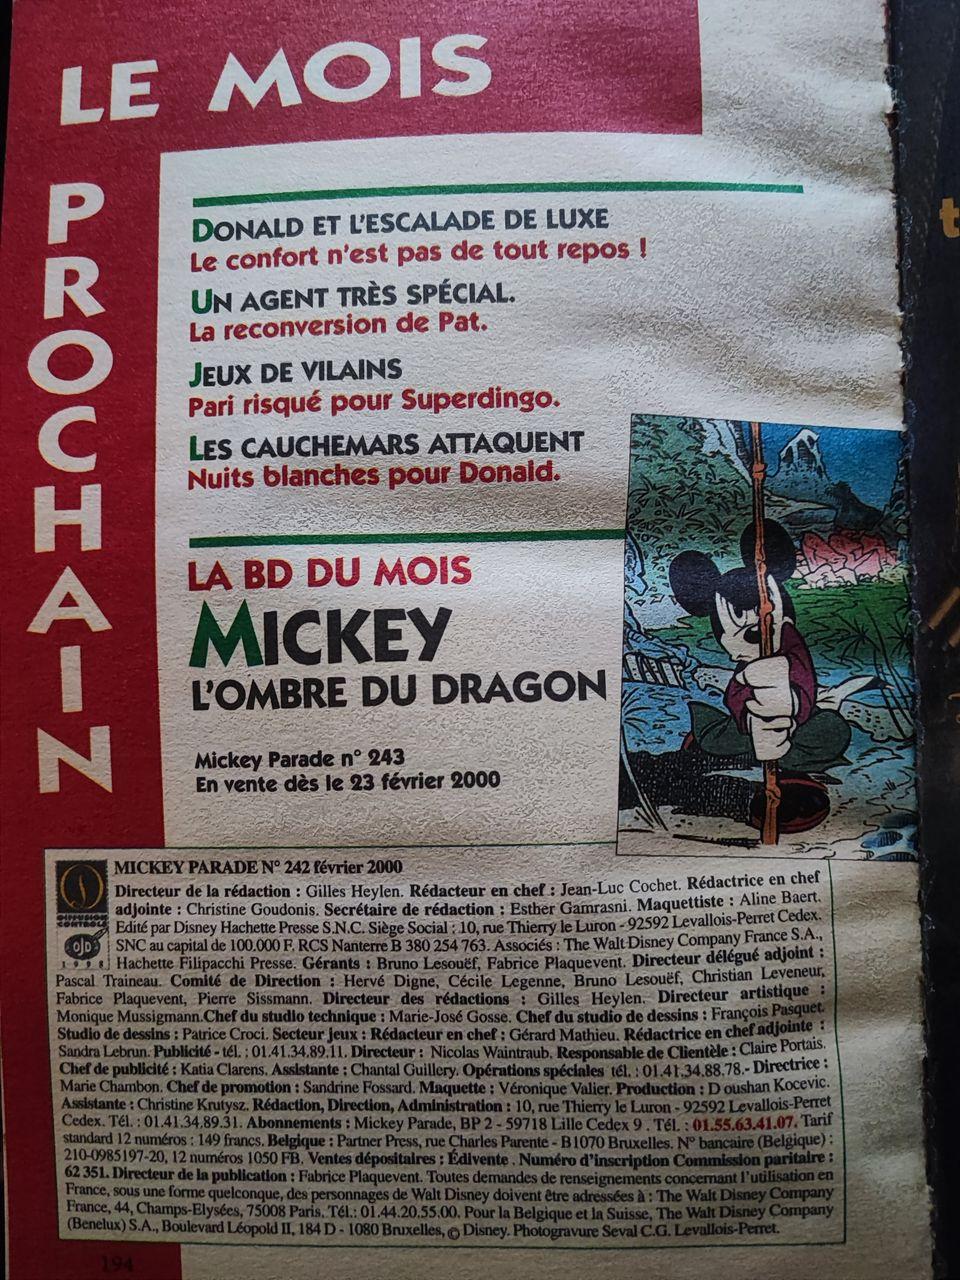 LE MOIS
PROCHAIN
DONALD ET L'ESCALADE DE LUXE
Le confort n'est pas de tout repos !
UN AGENT TRÈS SPÉCIAL.
La reconversion de Pat.
JEUX DE VILAINS
Pari risqué pour Superdingo.
LES CAUCHEMARS ATTAQUENT
Nuits blanches pour Donald.
LA BD DU MOIS
MICKEY
L'OMBRE DU DRAGON
Mickey Parade n° 243
En vente dès le 23 février 2000
DIFFUSION
CONTROLE
OJD
1998
MICKEY PARADE N° 242 février 2000
Directeur de la rédaction : Gilles Heylen. Rédacteur en chef : Jean-Luc Cochet. Rédactrice en chef
adjointe : Christine Goudonis. Secrétaire de rédaction : Esther Gamrasni. Maquettiste : Aline Baert.
Edité par Disney Hachette Presse S.N.C. Siège Social : 10, rue Thierry le Luron - 92592 Levallois-Perret Cedex.
SNC au capital de 100.000 F. RCS Nanterre B 380 254 763. Associés : The Walt Disney Company France S.A.,
Hachette Filipacchi Presse. Gérants : Bruno Lesouëf, Fabrice Plaquevent. Directeur délégué adjoint :
Pascal Traineau. Comité de Direction : Hervé Digne, Cécile Legenne, Bruno Lesouëf, Christian Leveneur,
Fabrice Plaquevent, Pierre Sissmann. Directeur des rédactions : Gilles Heylen. Directeur artistique :
Monique Mussigmann.Chef du studio technique : Marie-José Gosse. Chef du studio de dessins : François Pasquet.
Studio de dessins : Patrice Croci. Secteur jeux : Rédacteur en chef : Gérard Mathieu. Rédactrice en chef adjointe :
Sandra Lebrun. Publicité - tél. : 01.41.34.89.11. Directeur : Nicolas Waintraub. Responsable de Clientèle : Claire Portais.
Chef de publicité : Katia Clarens. Assistante : Chantal Guillery. Opérations spéciales tél. : 01.41.34.88.78.- Directrice :
Marie Chambon. Chef de promotion : Sandrine Fossard. Maquette : Véronique Valier. Production : D oushan Kocevic.
Assistante : Christine Krutysz. Rédaction, Direction, Administration : 10, rue Thierry le Luron - 92592 Levallois-Perret
Cedex. Tél. : 01.41.34.89.31. Abonnements : Mickey Parade, BP 2 - 59718 Lille Cedex 9 . Tél. : 01.55.63.41.07. Tarif
standard 12 numéros : 149 francs. Belgique : Partner Press, rue Charles Parente - B1070 Bruxelles. N° bancaire (Belgique) :
210-0985197-20, 12 numéros 1050 FB. Ventes dépositaires : Édivente . Numéro d'inscription Commission paritaire :
62 351. Directeur de la publication : Fabrice Plaquevent. Toutes demandes de renseignements concernant l'utilisation en
France, sous une forme quelconque, des personnages de Walt Disney doivent être adressées à : The Walt Disney Company
France, 44, Champs-Elysées, 75008 Paris. Tél.: 01.44.20.55.00. Pour la Belgique et la Suisse, The Walt Disney Company
(Benelux) S.A., Boulevard Léopold II, 184 D - 1080 Bruxelles, © Disney. Photogravure Seval C.G. Levallois-Perret.
194